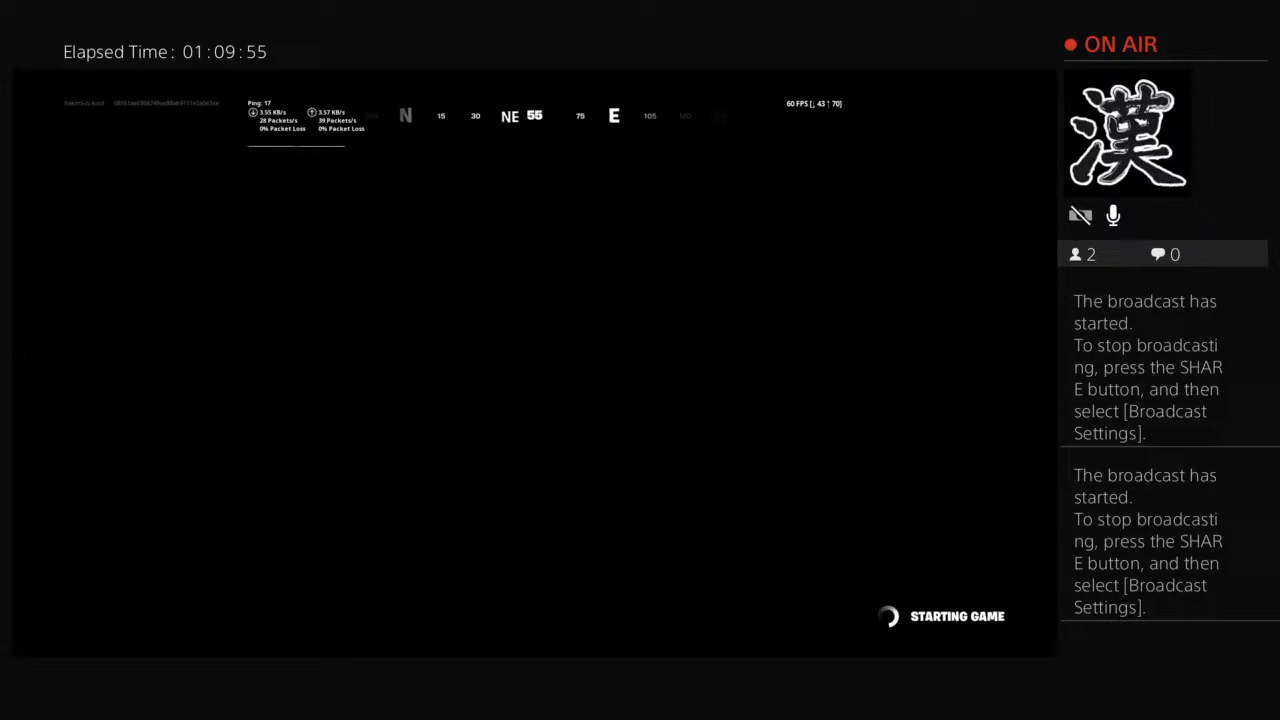 Elapsed Time: 01:09:55
ON AIR
Ping: 17
3.55 KB/s 3.57 KB/s
28 Packets/s 39 Packets/s
0% Packet Loss 0% Packet Loss
N 15 30 NE 55 75 E 105 120
60 FPS [↓ 43 ↑ 70]
漢
2 0
The broadcast has
started.
To stop broadcasti
ng, press the SHAR
E button, and then
select [Broadcast
Settings].
The broadcast has
started.
To stop broadcasti
ng, press the SHAR
E button, and then
select [Broadcast
Settings].
STARTING GAME